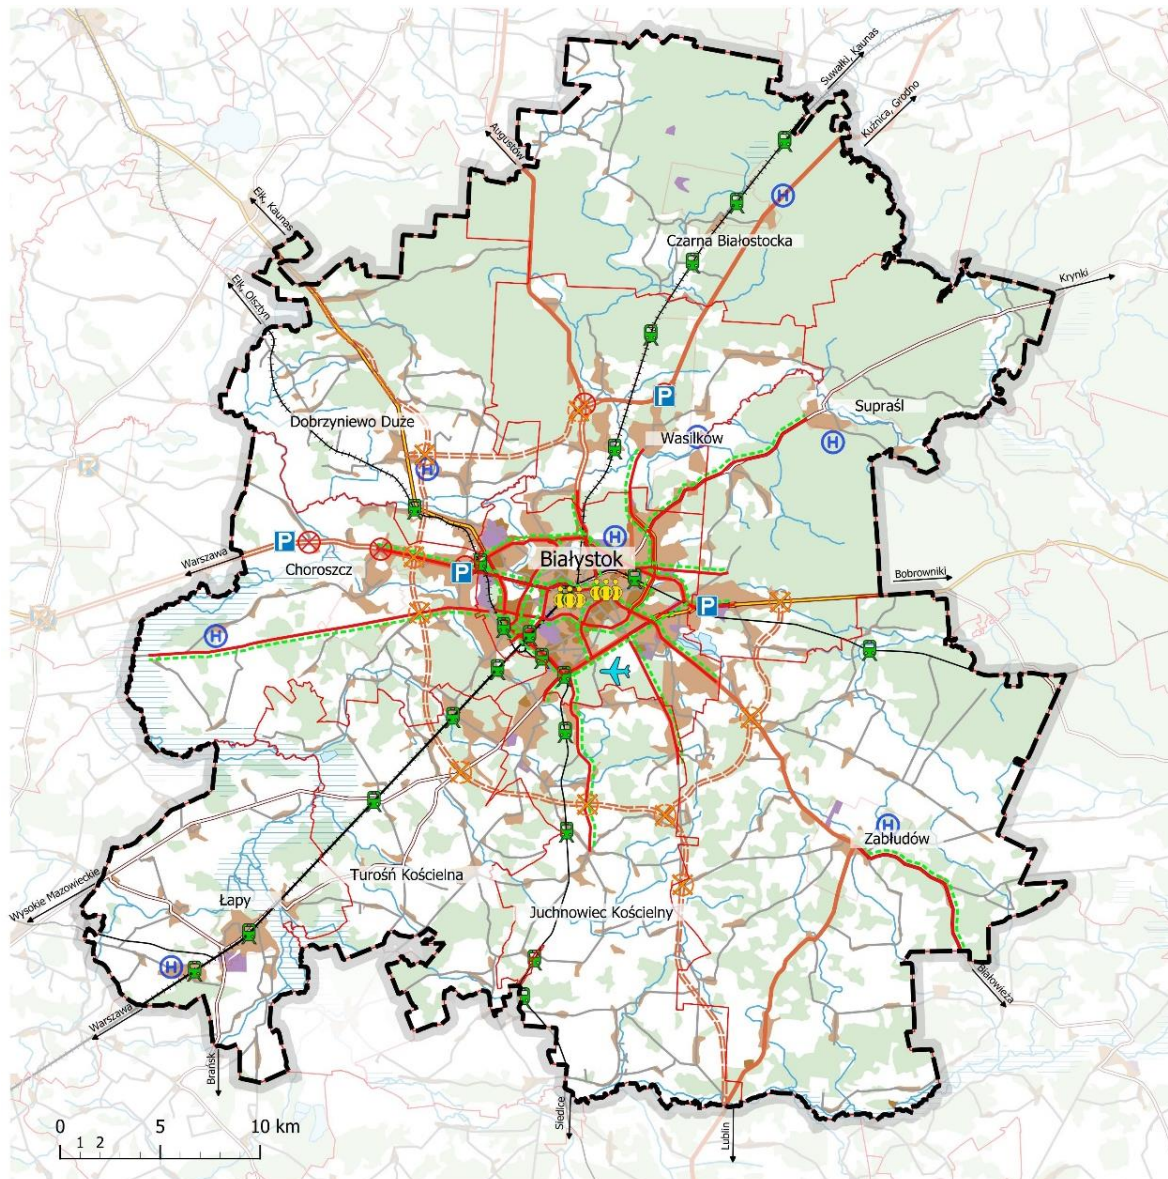 Suwałki, Kaunas
Kuźnica, Grodno
Augustów
Ełk, Kaunas
Czarna Białostocka
Krynki
Ełk, Olsztyn
P
Dobrzyniewo Duże
Supraśl
Wasilków
H
H
H
H
H
P
Choroszcz
Białystok
Warszawa
P
Bobrowniki
P
H
H
Zabłudów
Turośń Kościelna
Wysokie Mazowieckie
Łapy
Juchnowiec Kościelny
H
Białowieża
Warszawa
Brańsk
Siedlce
Lublin
0 1 2 5 10 km